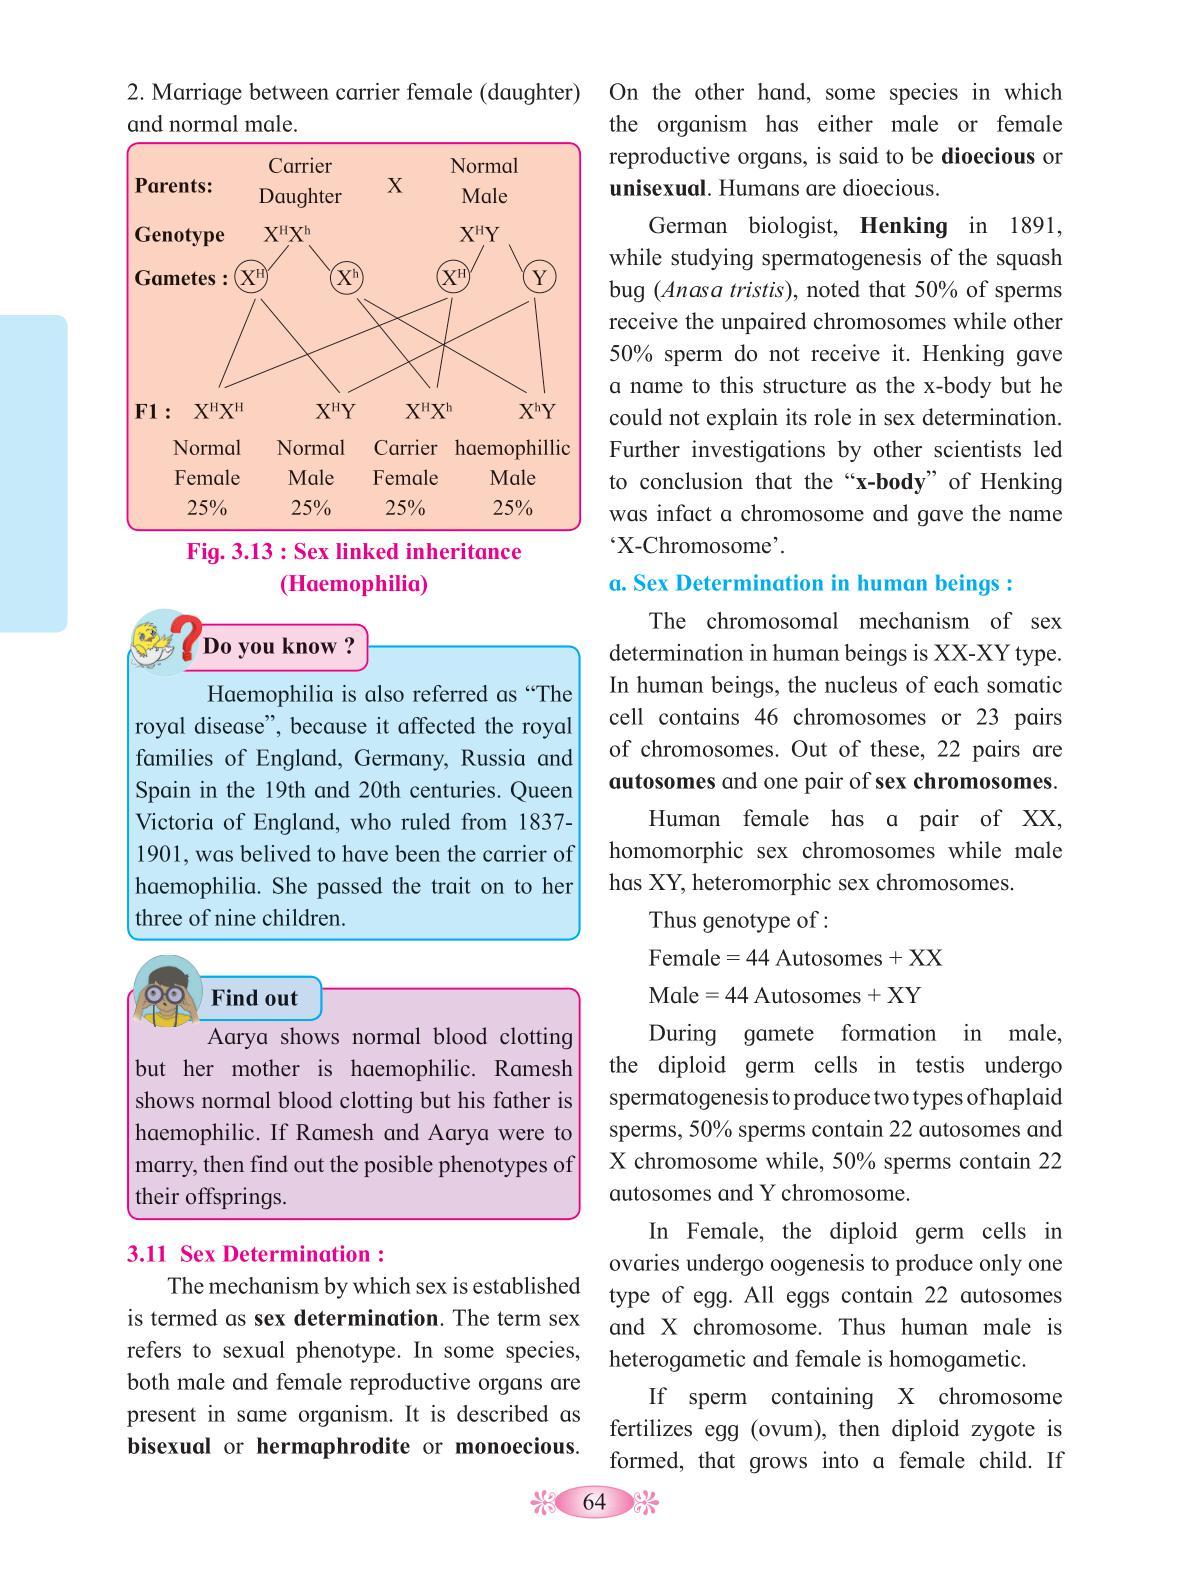 2. Marriage between carrier female (daughter)
and normal male.
Parents: Carrier Daughter X Normal Male
Genotype XᴴXʰ XᴴY
Gametes : Xᴴ Xʰ Xᴴ Y
F1 : XᴴXᴴ XᴴY XᴴXʰ XʰY
Normal Normal Carrier haemophillic
Female Male Female Male
25% 25% 25% 25%
Fig. 3.13 : Sex linked inheritance
(Haemophilia)
Do you know ?
Haemophilia is also referred as “The
royal disease”, because it affected the royal
families of England, Germany, Russia and
Spain in the 19th and 20th centuries. Queen
Victoria of England, who ruled from 1837-
1901, was belived to have been the carrier of
haemophilia. She passed the trait on to her
three of nine children.
Find out
Aarya shows normal blood clotting
but her mother is haemophilic. Ramesh
shows normal blood clotting but his father is
haemophilic. If Ramesh and Aarya were to
marry, then find out the posible phenotypes of
their offsprings.
3.11 Sex Determination :
The mechanism by which sex is established
is termed as sex determination. The term sex
refers to sexual phenotype. In some species,
both male and female reproductive organs are
present in same organism. It is described as
bisexual or hermaphrodite or monoecious.
On the other hand, some species in which
the organism has either male or female
reproductive organs, is said to be dioecious or
unisexual. Humans are dioecious.
German biologist, Henking in 1891,
while studying spermatogenesis of the squash
bug (Anasa tristis), noted that 50% of sperms
receive the unpaired chromosomes while other
50% sperm do not receive it. Henking gave
a name to this structure as the x-body but he
could not explain its role in sex determination.
Further investigations by other scientists led
to conclusion that the “x-body” of Henking
was infact a chromosome and gave the name
‘X-Chromosome’.
a. Sex Determination in human beings :
The chromosomal mechanism of sex
determination in human beings is XX-XY type.
In human beings, the nucleus of each somatic
cell contains 46 chromosomes or 23 pairs
of chromosomes. Out of these, 22 pairs are
autosomes and one pair of sex chromosomes.
Human female has a pair of XX,
homomorphic sex chromosomes while male
has XY, heteromorphic sex chromosomes.
Thus genotype of :
Female = 44 Autosomes + XX
Male = 44 Autosomes + XY
During gamete formation in male,
the diploid germ cells in testis undergo
spermatogenesis to produce two types of haplaid
sperms, 50% sperms contain 22 autosomes and
X chromosome while, 50% sperms contain 22
autosomes and Y chromosome.
In Female, the diploid germ cells in
ovaries undergo oogenesis to produce only one
type of egg. All eggs contain 22 autosomes
and X chromosome. Thus human male is
heterogametic and female is homogametic.
If sperm containing X chromosome
fertilizes egg (ovum), then diploid zygote is
formed, that grows into a female child. If
64